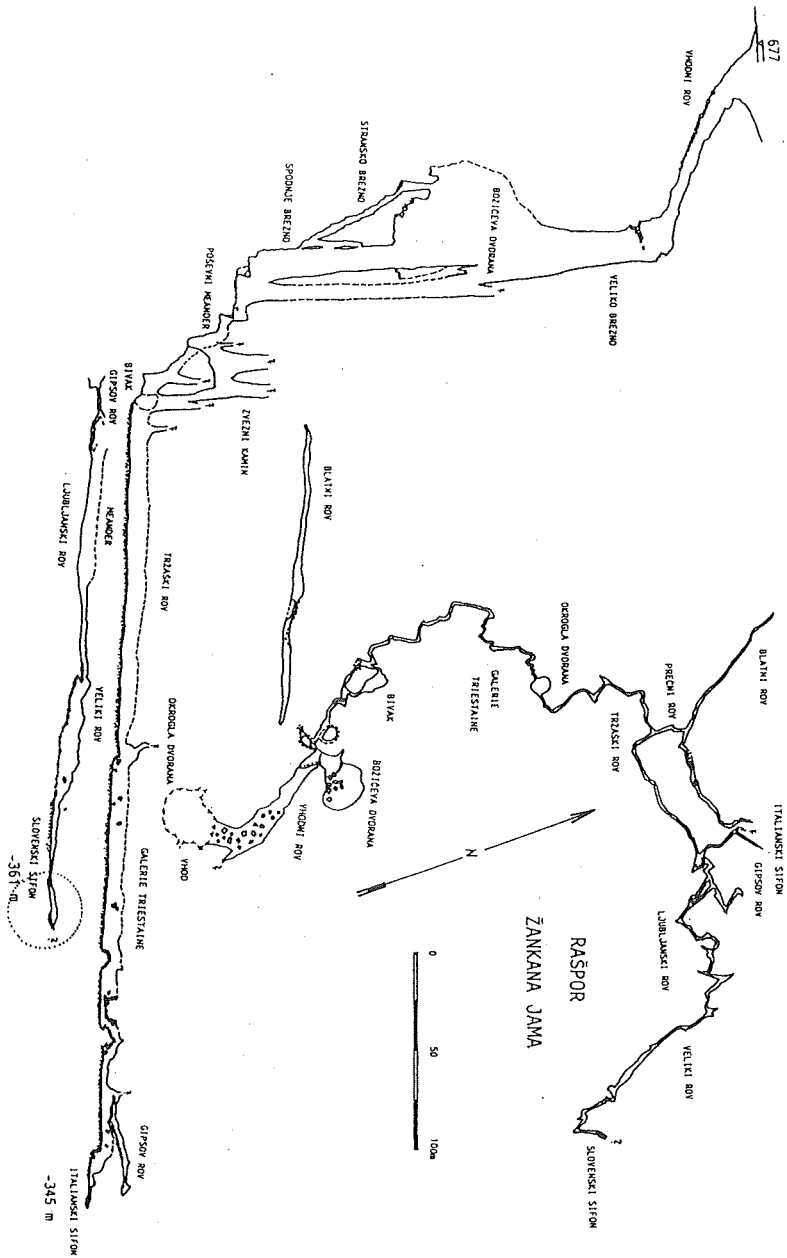 677
VHODNI ROV
STRANSKO BREZNO
SPODNJE BREZNO
BOŽIČEVA DVORANA
VELIKO BREZNO
POŠEVNI MEANDER
ZVEZNI KAMIN
BIVAK
GIPSOV ROV
LJUBLJANSKI ROV
MEANDER
TRŽAŠKI ROV
VELIKI ROV
OKROGLA DVORANA
SLOVENSKI SIFON
-361 m
GALERIE TRIESTAINE
GIPSOV ROV
ITALIANSKI SIFON
-345 m
BLATNI ROV
BLATNI ROV
PREČNI ROV
TRŽAŠKI ROV
OKROGLA DVORANA
GALERIE
TRIESTAINE
BIVAK
BOŽIČEVA DVORANA
VHODNI ROV
VHOD
ITALIANSKI SIFON
GIPSOV ROV
LJUBLJANSKI ROV
VELIKI ROV
SLOVENSKI SIFON
N
RAŠPOR
ŽANKANA JAMA
0
50
100m